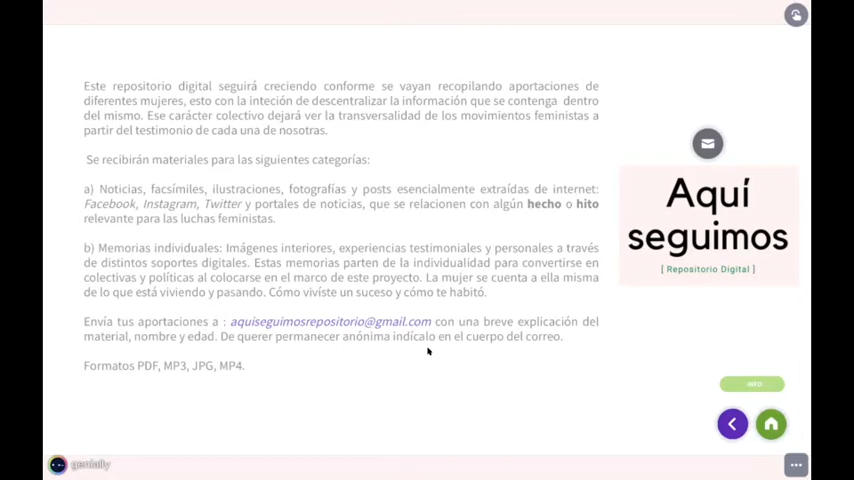 Este repositorio digital seguirá creciendo conforme se vayan recopilando aportaciones de
diferentes mujeres, esto con la inteción de descentralizar la información que se contenga dentro
del mismo. Ese carácter colectivo dejará ver la transversalidad de los movimientos feministas a
partir del testimonio de cada una de nosotras.
Se recibirán materiales para las siguientes categorías:
a) Noticias, facsímiles, ilustraciones, fotografías y posts esencialmente extraídas de internet:
Facebook, Instagram, Twitter y portales de noticias, que se relacionen con algún hecho o hito
relevante para las luchas feministas.
b) Memorias individuales: Imágenes interiores, experiencias testimoniales y personales a través
de distintos soportes digitales. Estas memorias parten de la individualidad para convertirse en
colectivas y políticas al colocarse en el marco de este proyecto. La mujer se cuenta a ella misma
de lo que está viviendo y pasando. Cómo vivíste un suceso y cómo te habitó.
Envía tus aportaciones a : aquiseguimosrepositorio@gmail.com con una breve explicación del
material, nombre y edad. De querer permanecer anónima indícalo en el cuerpo del correo.
Formatos PDF, MP3, JPG, MP4.
Aquí
seguimos
[ Repositorio Digital ]
INFO
genially